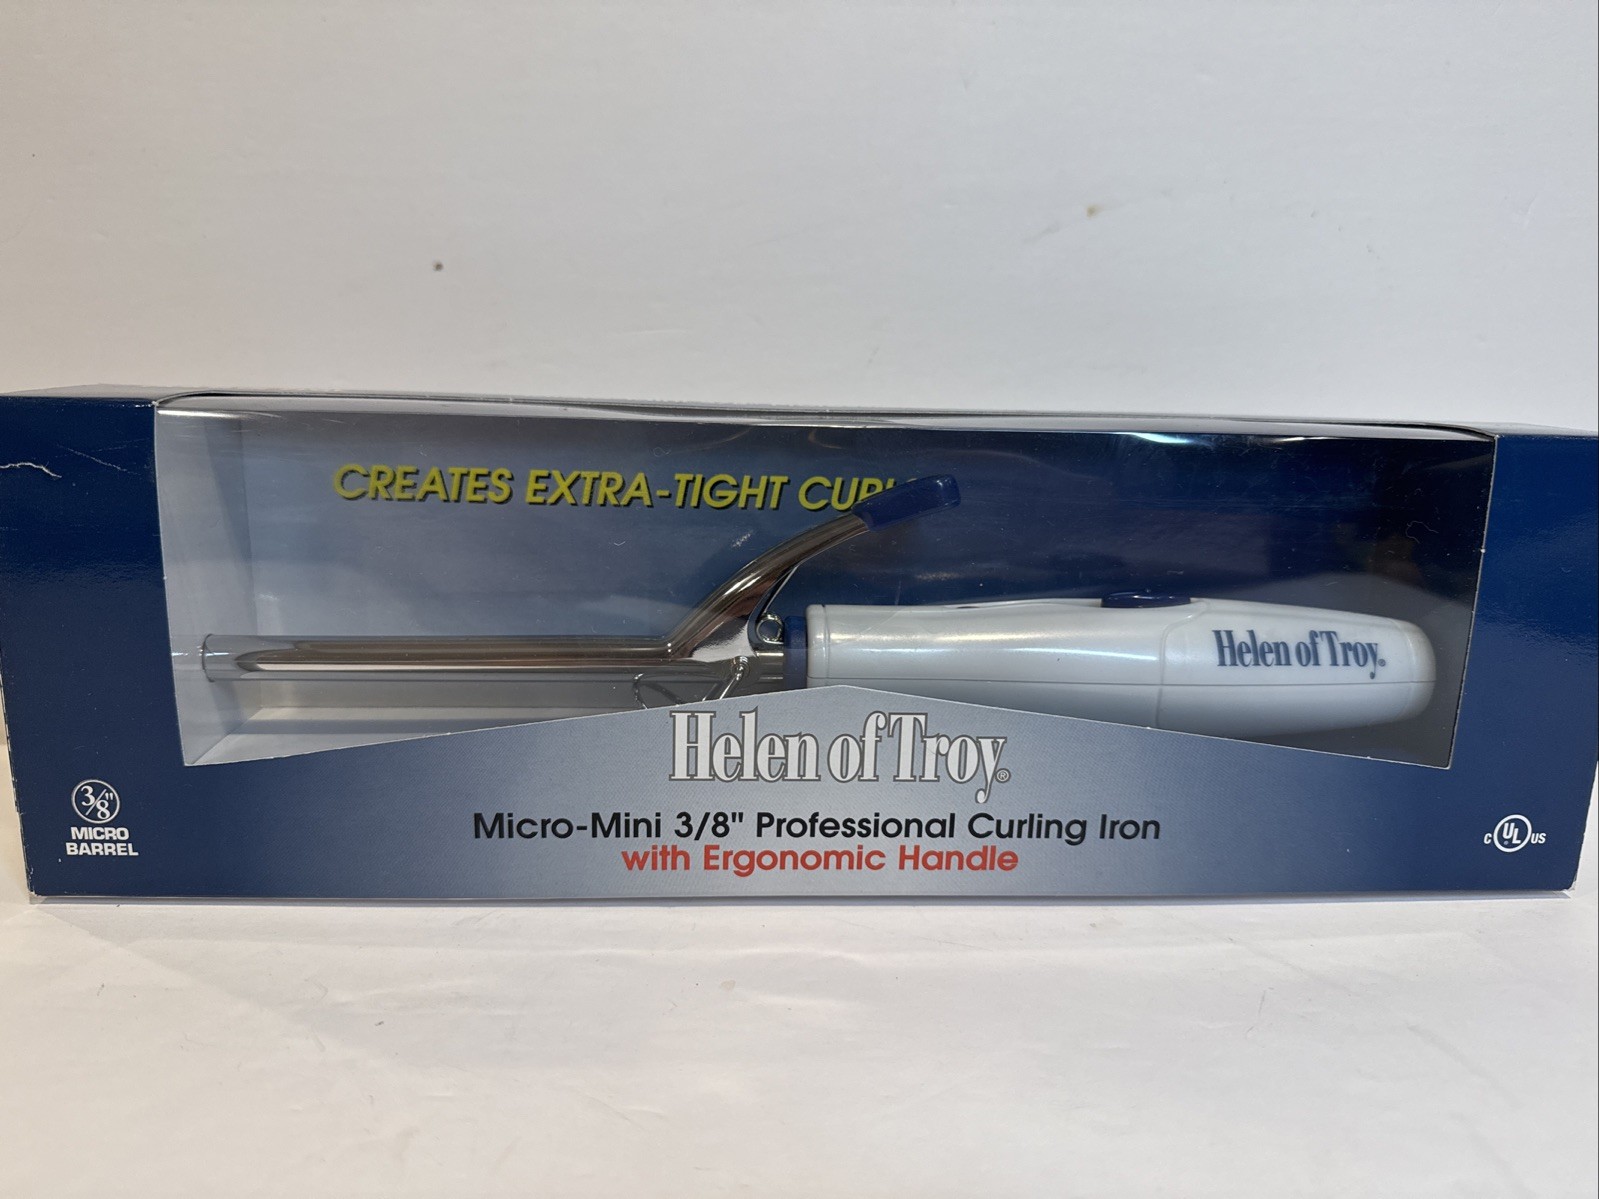 CREATES EXTRA-TIGHT
Helen of Troy®
Helen of Troy®
Micro-Mini 3/8" Professional Curling Iron
with Ergonomic Handle
3/8"
MICRO
BARREL
C UL US